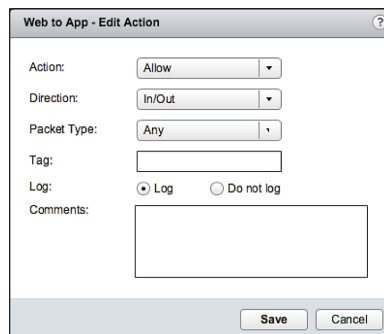 Web to App - Edit Action ?
Action: Allow
Direction: In/Out
Packet Type: Any
Tag:
Log: Log Do not log
Comments:
Save Cancel